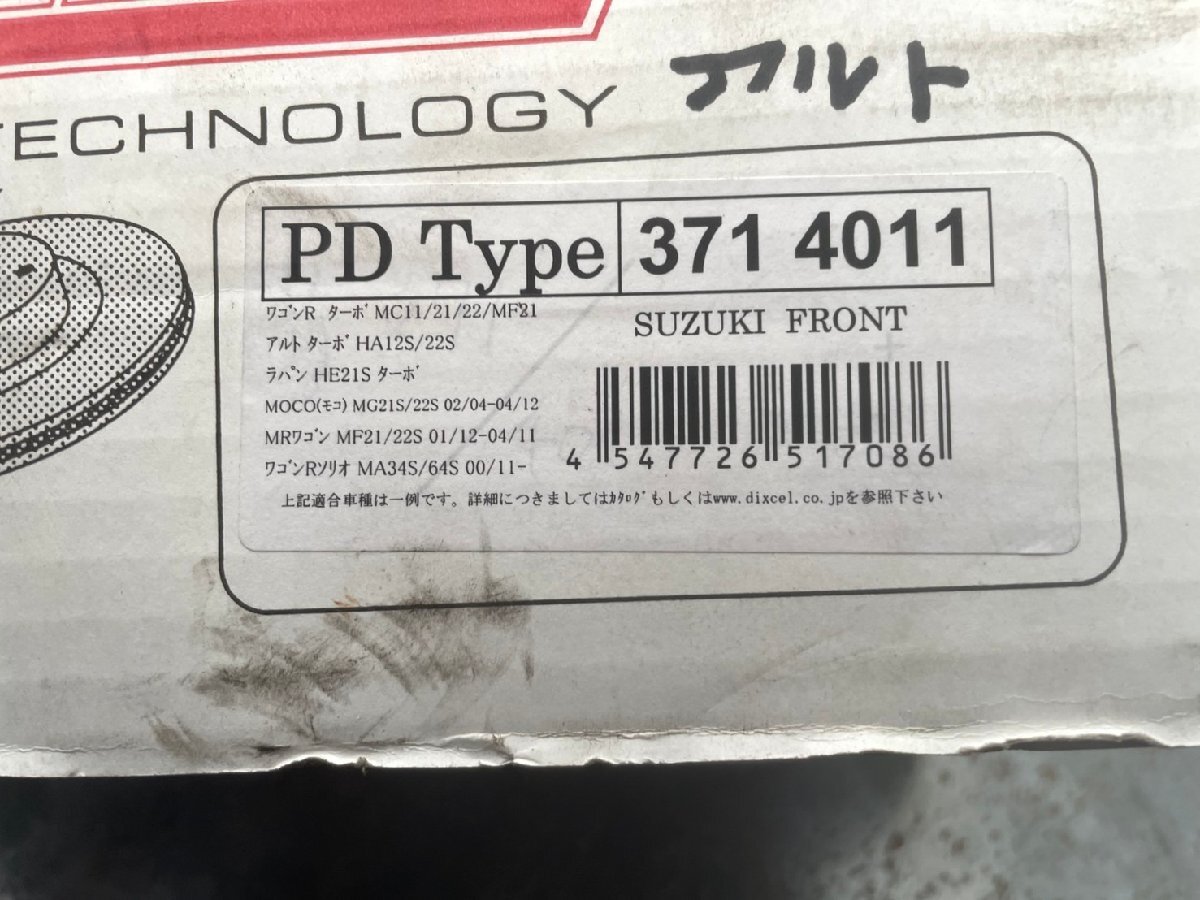 アルト
TECHNOLOGY
PD Type 371 4011
ワゴンR ターボ MC11/21/22/MF21
アルト ターボ HA12S/22S
ラパン HE21S ターボ
MOCO(モコ) MG21S/22S 02/04-04/12
MRワゴン MF21/22S 01/12-04/11
ワゴンRソリオ MA34S/64S 00/11-
SUZUKI FRONT
4 547726 517086
上記適合車種は一例です。詳細につきましてはカタログもしくはwww.dixcel.co.jpを参照下さい